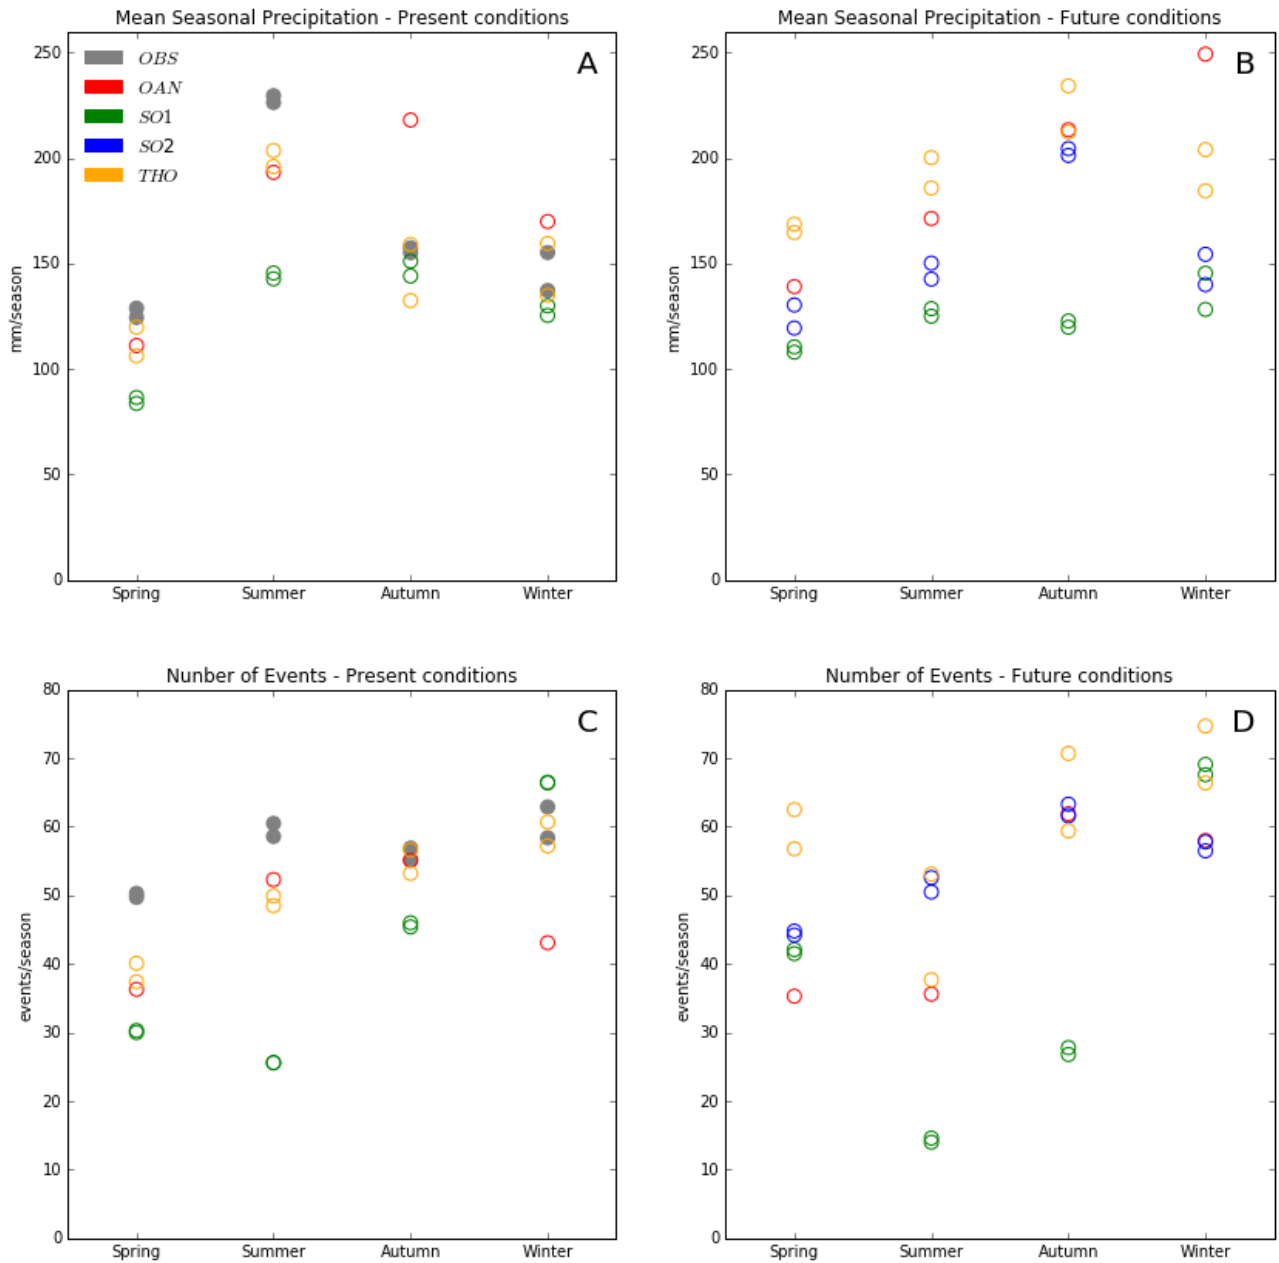 Mean Seasonal Precipitation - Present conditions
A
OBS
OAN
SO1
SO2
THO
250
200
150
100
50
0
mm/season
Spring Summer Autumn Winter
Mean Seasonal Precipitation - Future conditions
B
250
200
150
100
50
0
mm/season
Spring Summer Autumn Winter
Nunber of Events - Present conditions
C
80
70
60
50
40
30
20
10
0
events/season
Spring Summer Autumn Winter
Number of Events - Future conditions
D
80
70
60
50
40
30
20
10
0
events/season
Spring Summer Autumn Winter